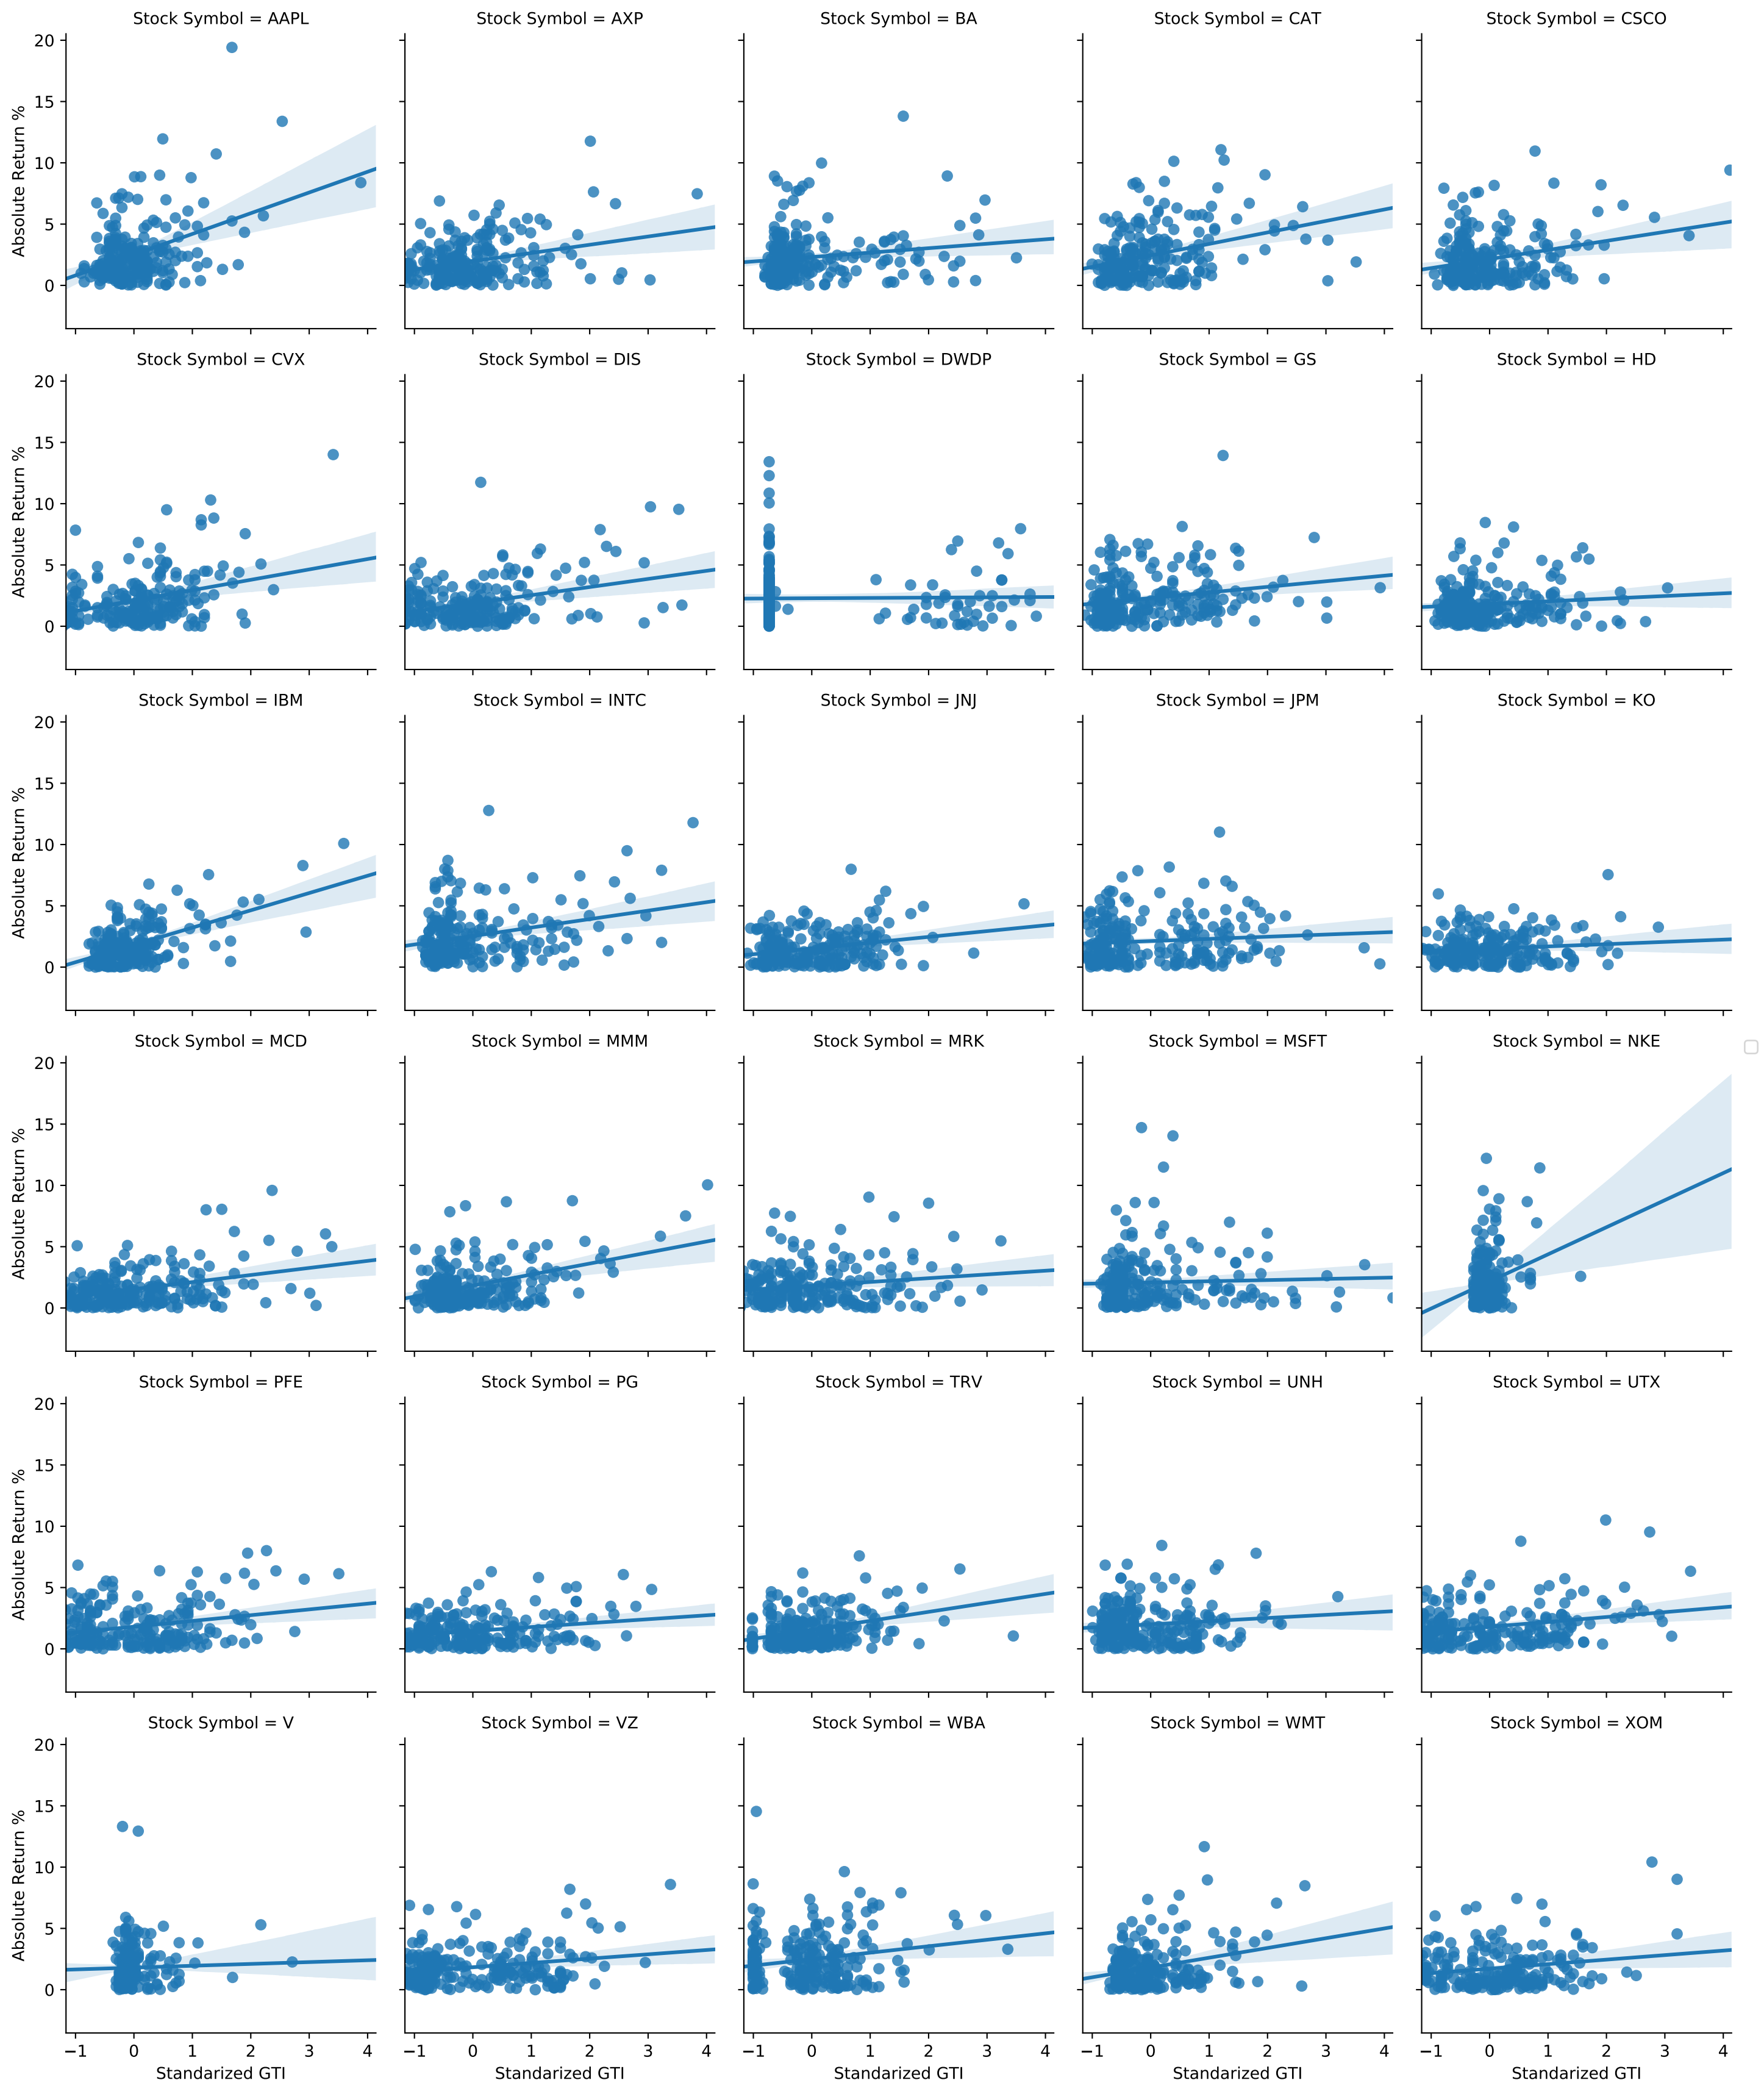 Stock Symbol = AAPL Stock Symbol = AXP Stock Symbol = BA Stock Symbol = CAT Stock Symbol = CSCO
20
15
10
5
0
Absolute Return %
Stock Symbol = CVX Stock Symbol = DIS Stock Symbol = DWDP Stock Symbol = GS Stock Symbol = HD
20
15
10
5
0
Absolute Return %
Stock Symbol = IBM Stock Symbol = INTC Stock Symbol = JNJ Stock Symbol = JPM Stock Symbol = KO
20
15
10
5
0
Absolute Return %
Stock Symbol = MCD Stock Symbol = MMM Stock Symbol = MRK Stock Symbol = MSFT Stock Symbol = NKE
20
15
10
5
0
Absolute Return %
Stock Symbol = PFE Stock Symbol = PG Stock Symbol = TRV Stock Symbol = UNH Stock Symbol = UTX
20
15
10
5
0
Absolute Return %
Stock Symbol = V Stock Symbol = VZ Stock Symbol = WBA Stock Symbol = WMT Stock Symbol = XOM
20
15
10
5
0
Absolute Return %
−1 0 1 2 3 4 −1 0 1 2 3 4 −1 0 1 2 3 4 −1 0 1 2 3 4 −1 0 1 2 3 4
Standarized GTI Standarized GTI Standarized GTI Standarized GTI Standarized GTI